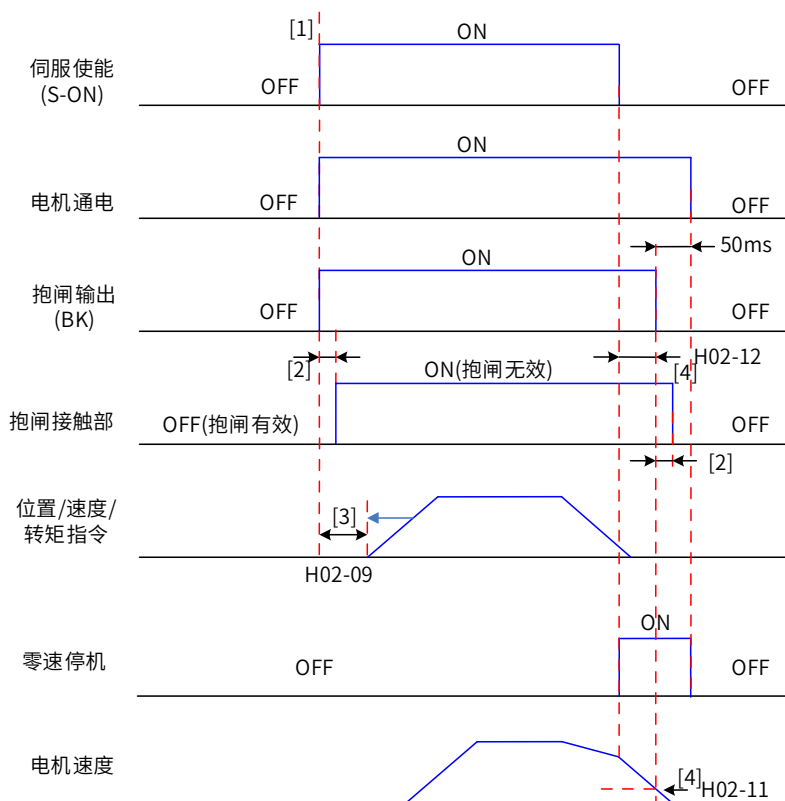 [1]
ON
伺服使能
(S-ON)
OFF
OFF
ON
电机通电
OFF
OFF
50ms
ON
抱闸输出
(BK)
OFF
OFF
[2]
H02-12
[4]
ON(抱闸无效)
抱闸接触部
OFF(抱闸有效)
OFF
[2]
位置/速度/
转矩指令
[3]
H02-09
ON
零速停机
OFF
OFF
电机速度
[4]
H02-11